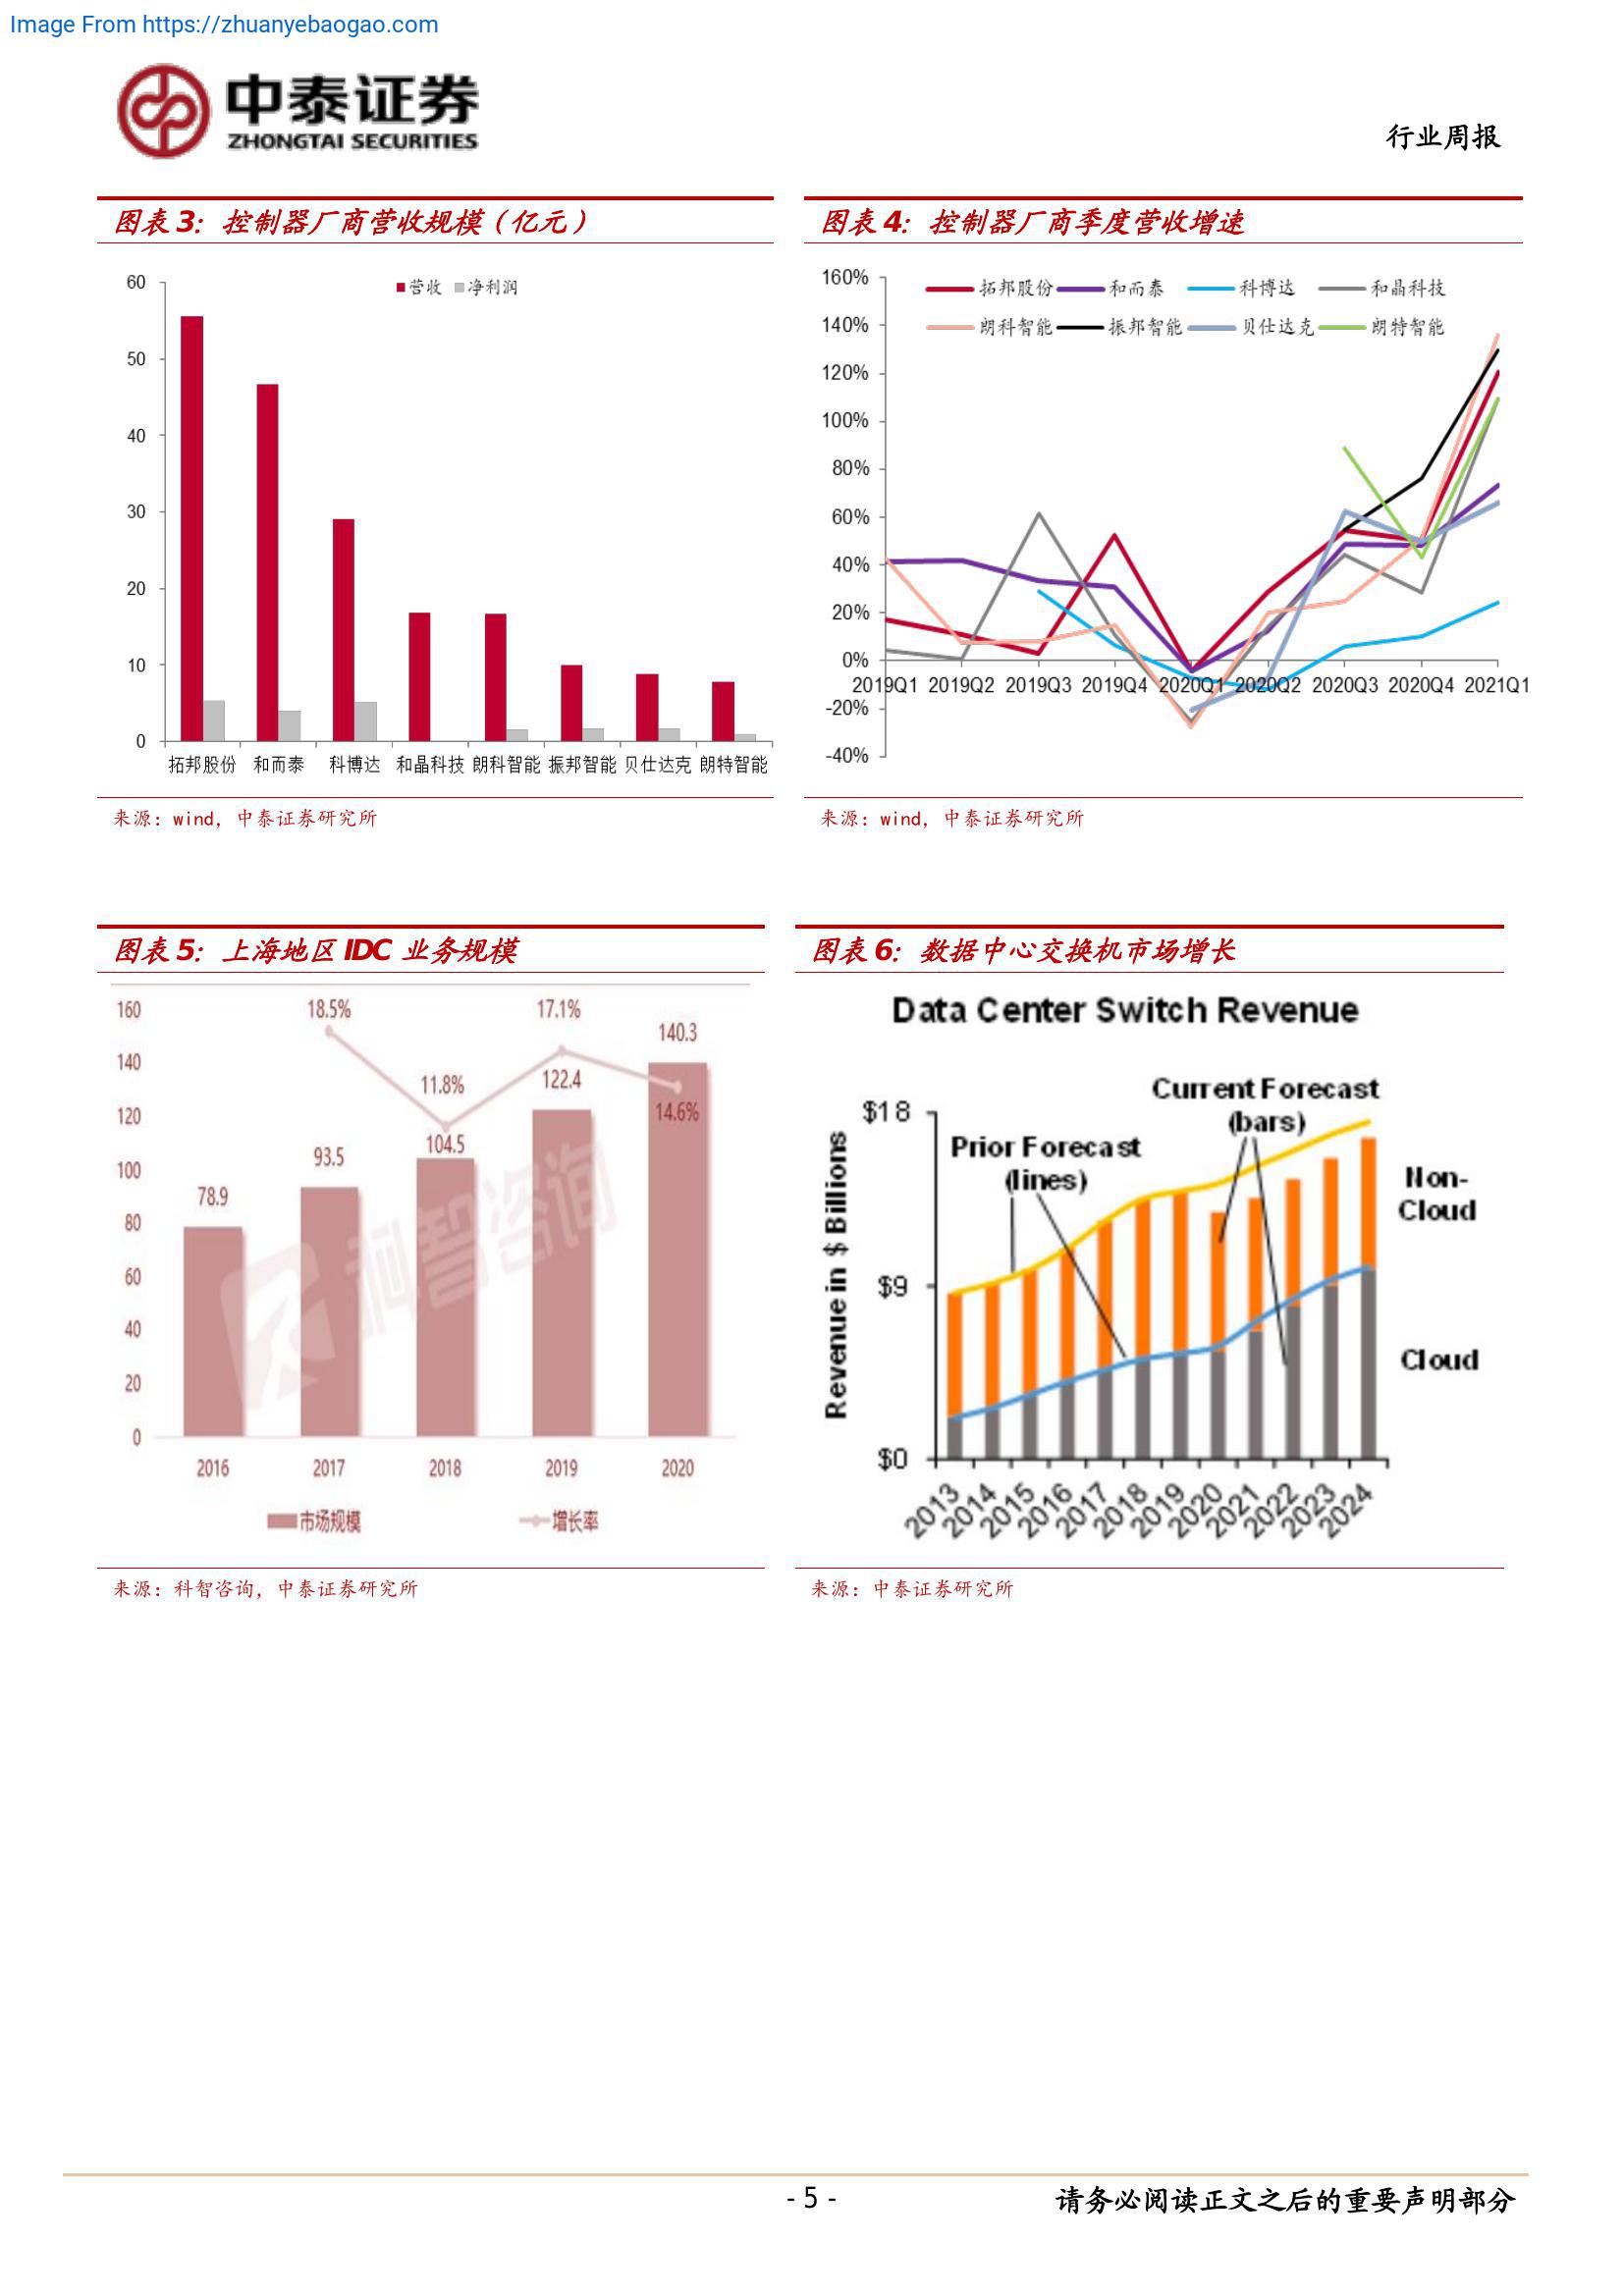 Image From https://zhuanyebaogao.com
中泰证券
ZHONGTAI SECURITIES
行业周报
图表 3：控制器厂商营收规模（亿元）
营收 净利润
60
50
40
30
20
10
0
拓邦股份 和而泰 科博达 和晶科技 朗科智能 振邦智能 贝仕达克 朗特智能
来源：wind，中泰证券研究所
图表 4：控制器厂商季度营收增速
拓邦股份 和而泰 科博达 和晶科技
朗科智能 振邦智能 贝仕达克 朗特智能
160%
140%
120%
100%
80%
60%
40%
20%
0%
-20%
-40%
2019Q1 2019Q2 2019Q3 2019Q4 2020Q1 2020Q2 2020Q3 2020Q4 2021Q1
来源：wind，中泰证券研究所
图表 5：上海地区 IDC 业务规模
160
140
120
100
80
60
40
20
0
18.5%
11.8%
17.1%
14.6%
78.9
93.5
104.5
122.4
140.3
科智咨询
2016 2017 2018 2019 2020
市场规模 增长率
来源：科智咨询，中泰证券研究所
图表 6：数据中心交换机市场增长
Data Center Switch Revenue
Current Forecast
(bars)
Prior Forecast
(lines)
Revenue in $ Billions
$18
$9
$0
Non-
Cloud
Cloud
2013 2014 2015 2016 2017 2018 2019 2020 2021 2022 2023 2024
来源：中泰证券研究所
- 5 -
请务必阅读正文之后的重要声明部分